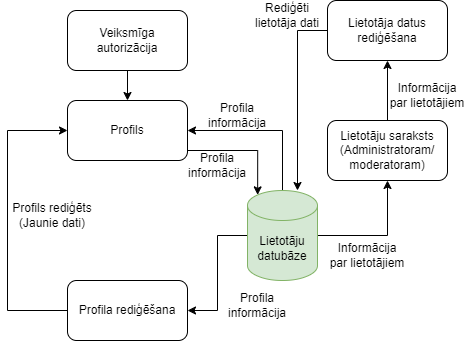 Veiksmīga
autorizācija
Rediģēti
lietotāja dati
Lietotāja datus
rediģēšana
Informācija
par lietotājiem
Profila
informācija
Profils
Lietotāju saraksts
(Administratoram/
moderatoram)
Profila
informācija
Profils rediģēts
(Jaunie dati)
Lietotāju
datubāze
Informācija
par lietotājiem
Profila rediģēšana
Profila
informācija